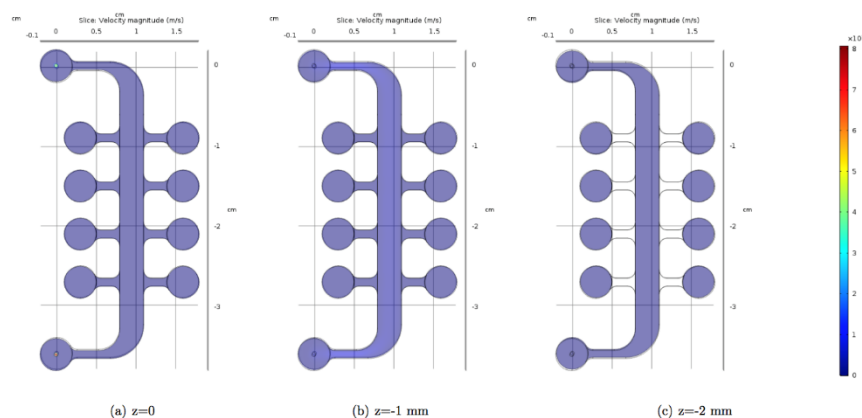 cm cm cm
Slice: Velocity magnitude (m/s) Slice: Velocity magnitude (m/s) Slice: Velocity magnitude (m/s)
cm 0 0.5 1 1.5 cm 0 0.5 1 1.5 cm 0 0.5 1 1.5
-0.1 -0.1 -0.1 ×10
8
0 0 0
7
-1 -1 -1
6
5
cm cm cm
4
-2 -2 -2
3
2
-3 -3 -3
1
0
(a) z=0 (b) z=-1 mm (c) z=-2 mm